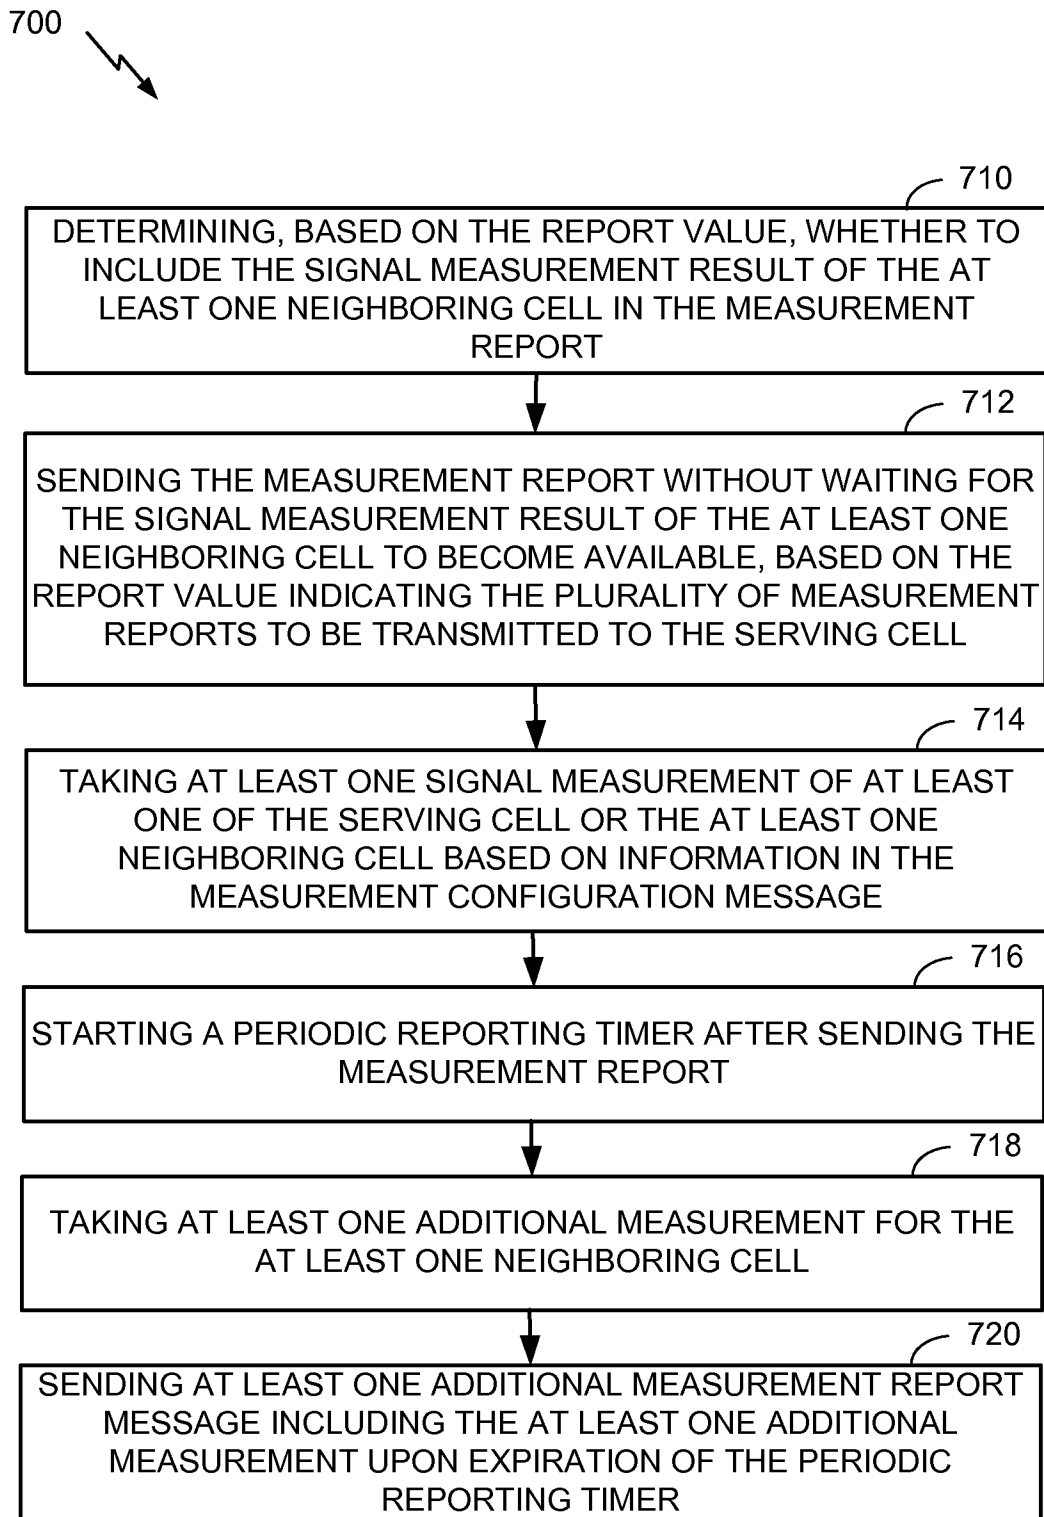 700
710
DETERMINING, BASED ON THE REPORT VALUE, WHETHER TO
INCLUDE THE SIGNAL MEASUREMENT RESULT OF THE AT
LEAST ONE NEIGHBORING CELL IN THE MEASUREMENT
REPORT
712
SENDING THE MEASUREMENT REPORT WITHOUT WAITING FOR
THE SIGNAL MEASUREMENT RESULT OF THE AT LEAST ONE
NEIGHBORING CELL TO BECOME AVAILABLE, BASED ON THE
REPORT VALUE INDICATING THE PLURALITY OF MEASUREMENT
REPORTS TO BE TRANSMITTED TO THE SERVING CELL
714
TAKING AT LEAST ONE SIGNAL MEASUREMENT OF AT LEAST
ONE OF THE SERVING CELL OR THE AT LEAST ONE
NEIGHBORING CELL BASED ON INFORMATION IN THE
MEASUREMENT CONFIGURATION MESSAGE
716
STARTING A PERIODIC REPORTING TIMER AFTER SENDING THE
MEASUREMENT REPORT
718
TAKING AT LEAST ONE ADDITIONAL MEASUREMENT FOR THE
AT LEAST ONE NEIGHBORING CELL
720
SENDING AT LEAST ONE ADDITIONAL MEASUREMENT REPORT
MESSAGE INCLUDING THE AT LEAST ONE ADDITIONAL
MEASUREMENT UPON EXPIRATION OF THE PERIODIC
REPORTING TIMER